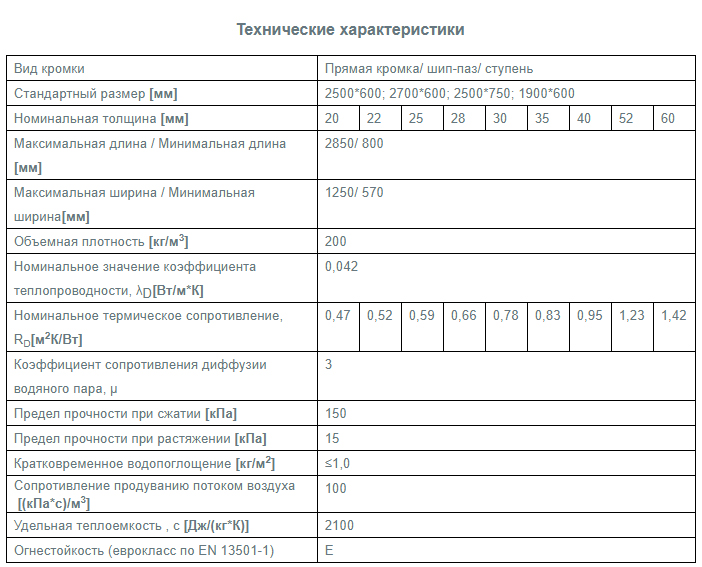 Технические характеристики
Вид кромки Прямая кромка/ шип-паз/ ступень
Стандартный размер [мм] 2500*600; 2700*600; 2500*750; 1900*600
Номинальная толщина [мм] 20 22 25 28 30 35 40 52 60
Максимальная длина / Минимальная длина 2850/ 800
[мм]
Максимальная ширина / Минимальная 1250/ 570
ширина[мм]
Объемная плотность [кг/м³] 200
Номинальное значение коэффициента 0,042
теплопроводности, λD[Вт/м*К]
Номинальное термическое сопротивление, 0,47 0,52 0,59 0,66 0,78 0,83 0,95 1,23 1,42
RD[м²К/Вт]
Коэффициент сопротивления диффузии 3
водяного пара, μ
Предел прочности при сжатии [кПа] 150
Предел прочности при растяжении [кПа] 15
Кратковременное водопоглощение [кг/м²] ≤1,0
Сопротивление продуванию потоком воздуха 100
[(кПа*с)/м³]
Удельная теплоемкость , с [Дж/(кг*К)] 2100
Огнестойкость (еврокласс по EN 13501-1) E